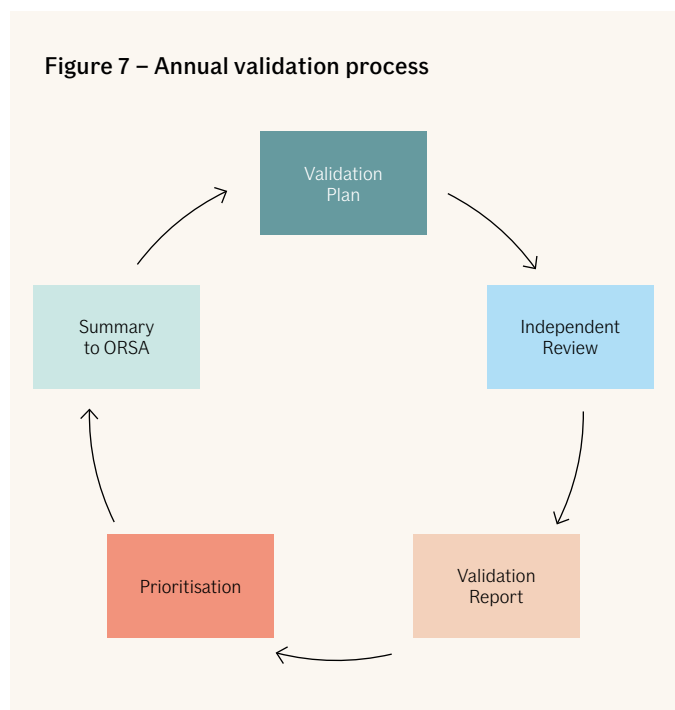 Figure 7 – Annual validation process
Validation
Plan
Independent
Review
Validation
Report
Prioritisation
Summary
to ORSA